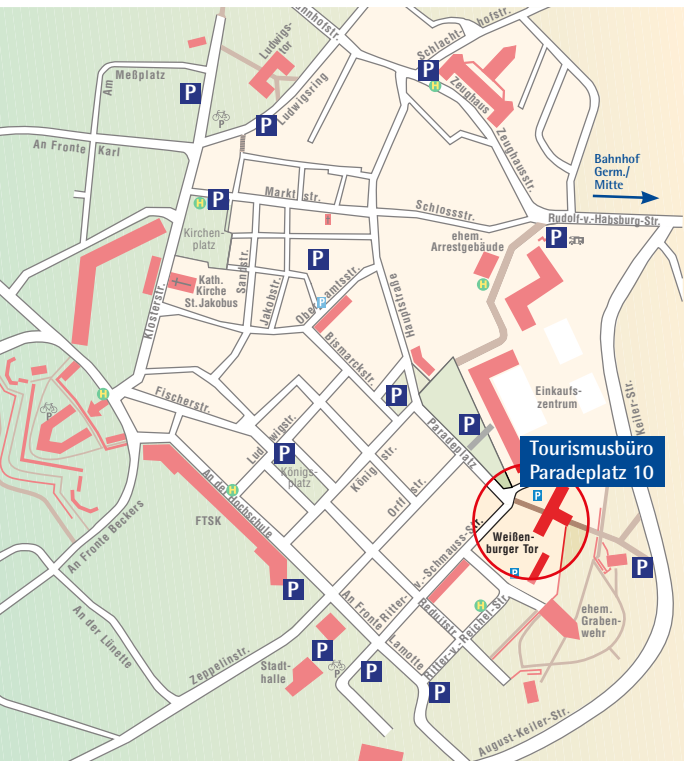 Bahnhofstr.
Schlacht-
hofstr.
Ludwigs-
tor
Am
Meßplatz
P
P
H
Zeughaus
P
Ludwigsring
P
Zeughausstr.
An Fronte Karl
Bahnhof
Germ./
Mitte
Marktstr.
H
P
Schlossstr.
Rudolf-v.-Habsburg-Str.
Kirchen-
platz
ehem.
Arrestgebäude
P
P
Kath.
Kirche
St.Jakobus
Sandstr.
Jakobstr.
Oberamtsstr.
P
H
Klosterstr.
Hauptstraße
Bismarckstr.
H
Fischerstr.
P
Einkaufs-
zentrum
Keiler-Str.
P
Ludwigstr.
P
Paradeplatz
P
Tourismusbüro
Paradeplatz 10
Königs-
platz
Königstr.
Orffstr.
H
An der Hochschule
FTSK
P
Weißen-
burger Tor
An Fronte Beckers
v.-Schmauss-Str.
P
P
P
An Fronte
Ritter-
Reduitstr.
H
ehem.
Graben-
wehr
An der Lünette
Lamotte
Ritter-v.-Reichel-Str.
Zeppelinstr.
Stadt-
halle
P
P
P
P
August-Keiler-Str.